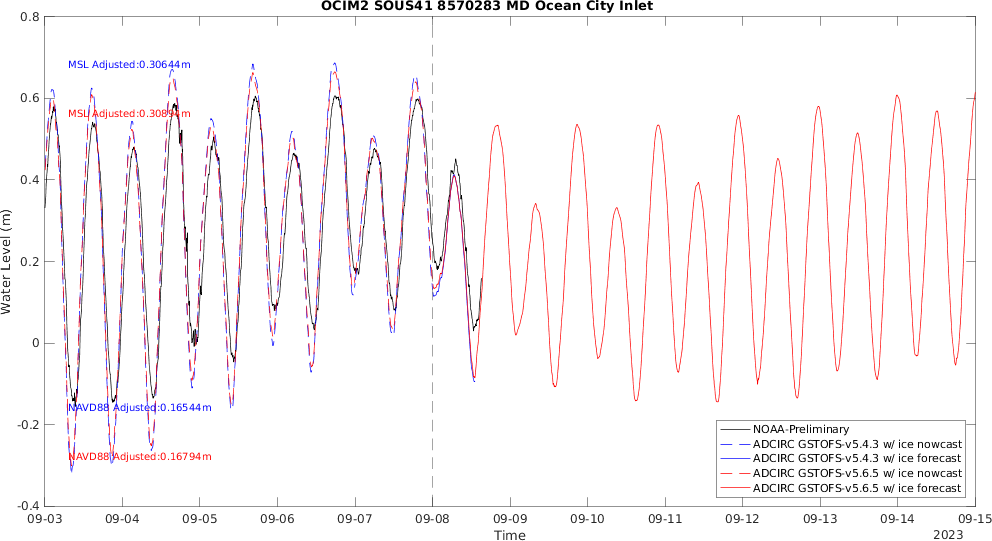 OCIM2 SOUS41 8570283 MD Ocean City Inlet
0.8
0.6
0.4
0.2
0
-0.2
-0.4
Water Level (m)
MSL Adjusted:0.30644m
MSL Adjusted:0.30894m
NAVD88 Adjusted:0.16544m
NAVD88 Adjusted:0.16794m
NOAA-Preliminary
ADCIRC GSTOFS-v5.4.3 w/ ice nowcast
ADCIRC GSTOFS-v5.4.3 w/ ice forecast
ADCIRC GSTOFS-v5.6.5 w/ ice nowcast
ADCIRC GSTOFS-v5.6.5 w/ ice forecast
09-03 09-04 09-05 09-06 09-07 09-08 09-09 09-10 09-11 09-12 09-13 09-14 09-15
Time
2023